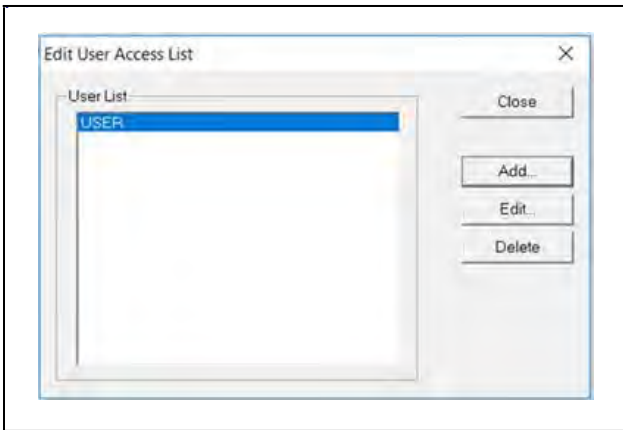 Edit User Access List
User List
USER
Close
Add...
Edit...
Delete